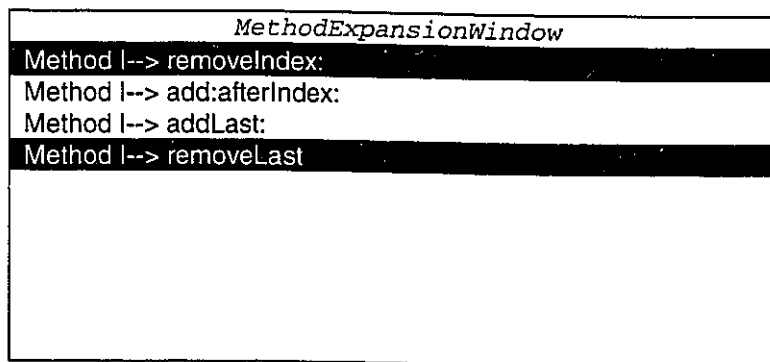 MethodExpansionWindow
Method I--> removeIndex:
Method I--> add:afterIndex:
Method I--> addLast:
Method I--> removeLast